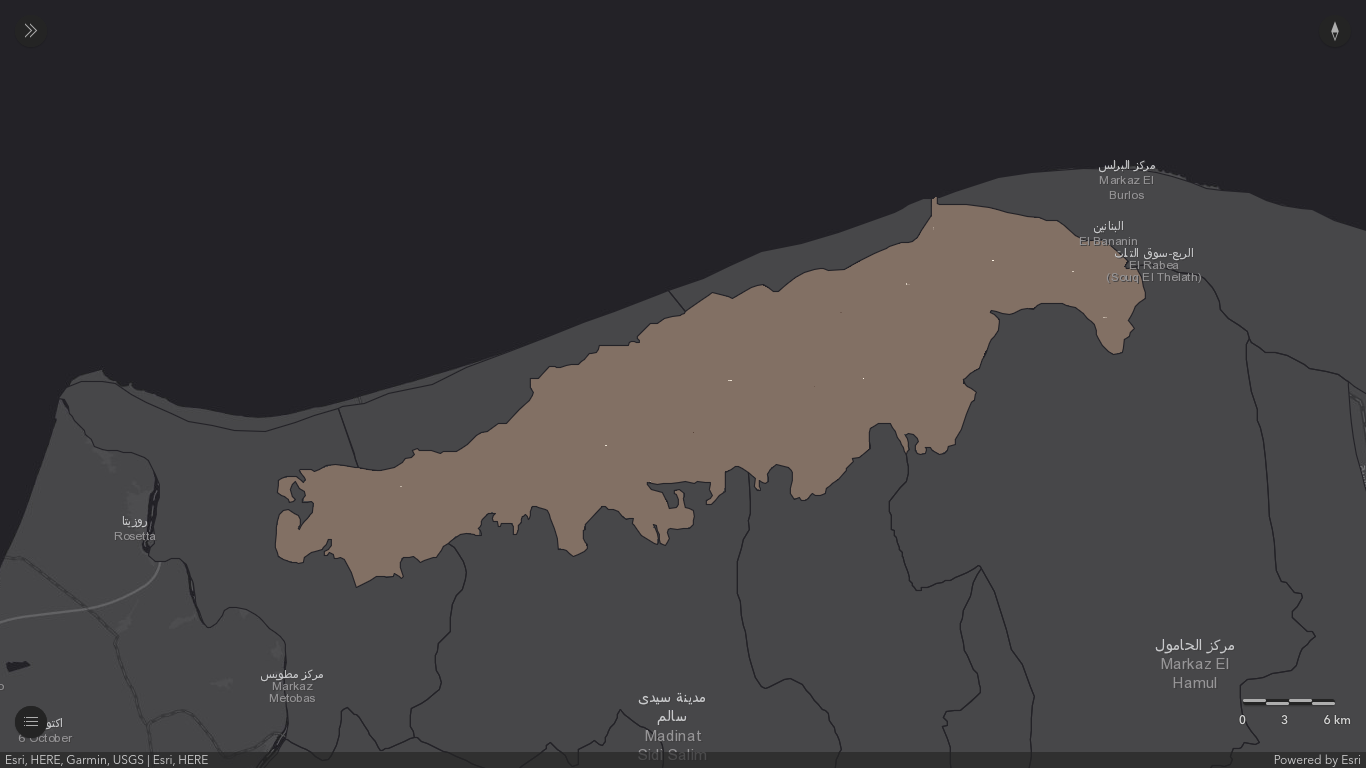 مركز البرلس
Markaz El
Burlos
البنانين
El Bananin
الربع-سوق الثلاث
El Rabea
(Souq El Thelath)
روزيتا
Rosetta
مركز مطوبس
Markaz
Metobas
مدينة سيدى
سالم
Madinat
Sidi Salim
مركز الحامول
Markaz El
Hamul
6 October
0 3 6 km
Esri, HERE, Garmin, USGS | Esri, HERE
Powered by Esri